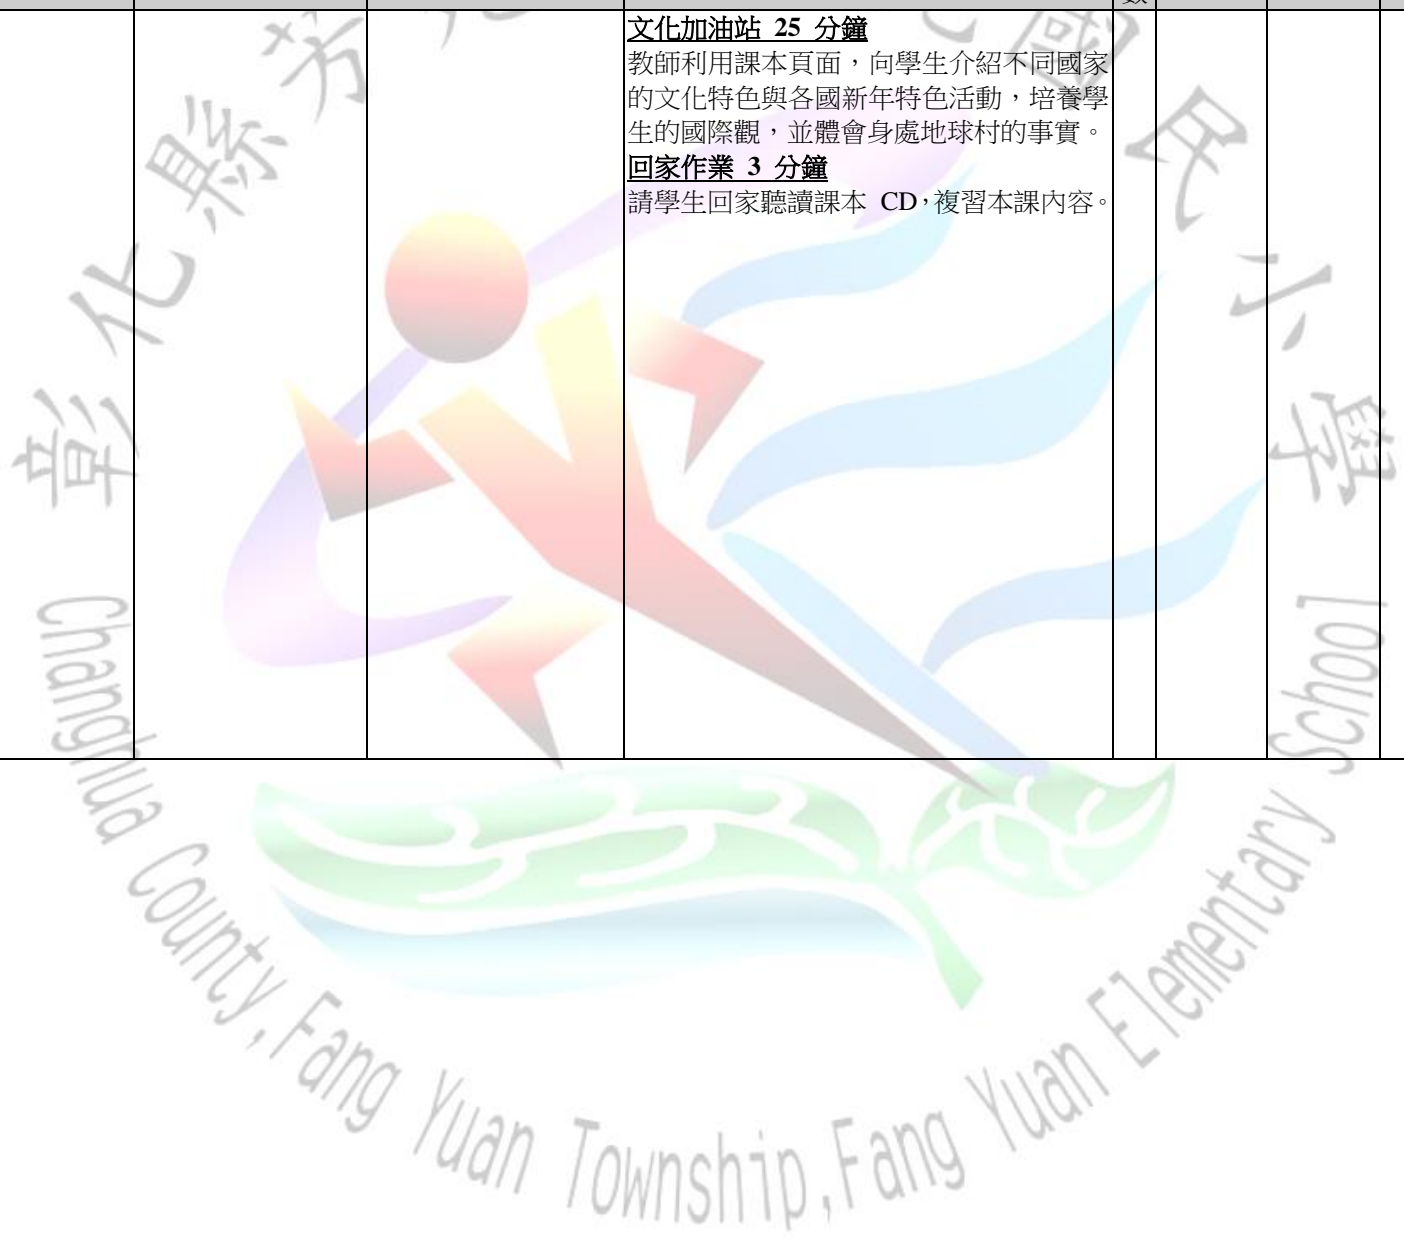 數
文化加油站 25 分鐘
教師利用課本頁面，向學生介紹不同國家
的文化特色與各國新年特色活動，培養學
生的國際觀，並體會身處地球村的事實。
回家作業 3 分鐘
請學生回家聽讀課本 CD，複習本課內容。
彰化縣芳
國民小學
Changhua County, Fang Yuan Township, Fang Yuan Elementary School